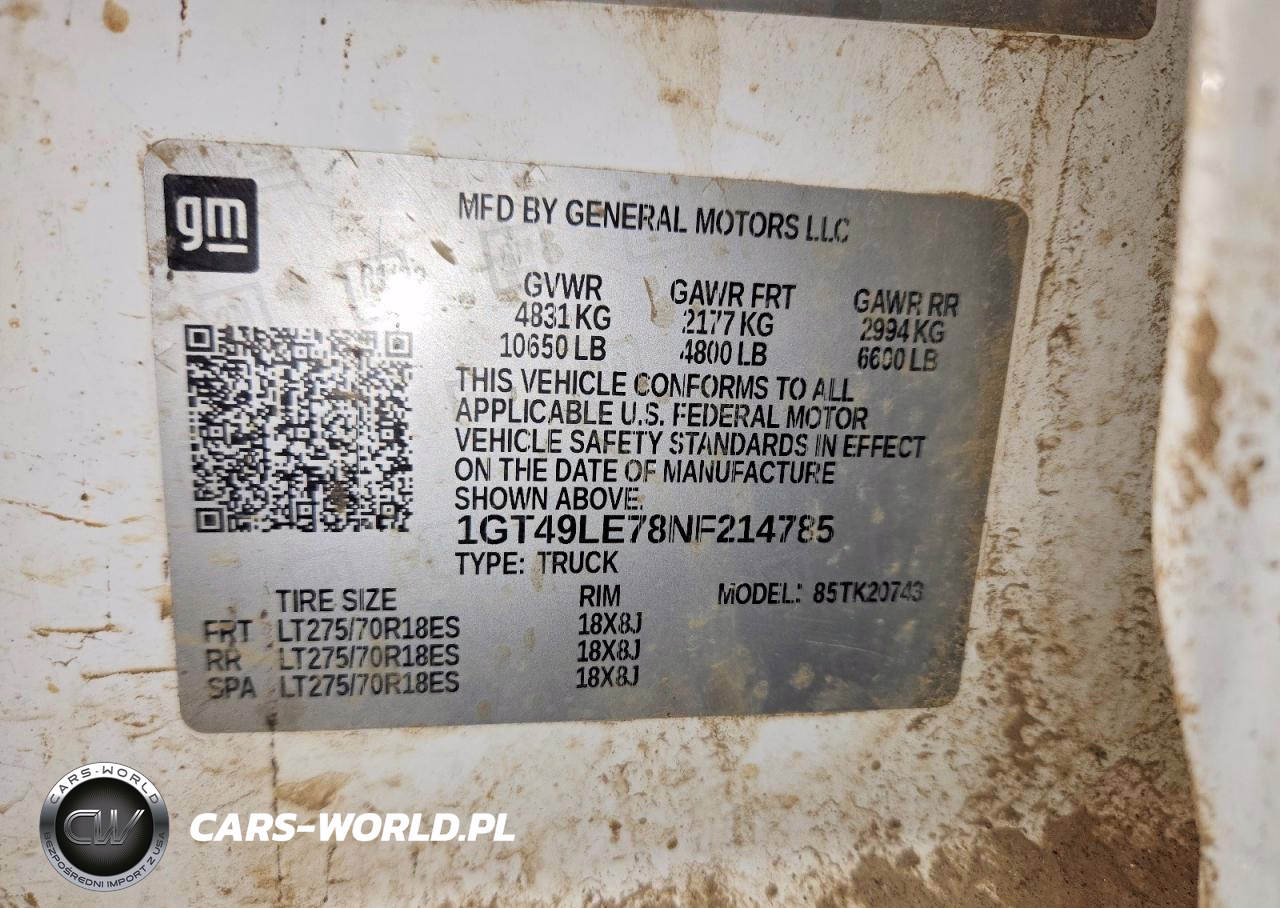 gm
MFD BY GENERAL MOTORS LLC
GVWR GAWR FRT GAWR RR
4831 KG 2177 KG 2994 KG
10650 LB 4800 LB 6600 LB
THIS VEHICLE CONFORMS TO ALL
APPLICABLE U.S. FEDERAL MOTOR
VEHICLE SAFETY STANDARDS IN EFFECT
ON THE DATE OF MANUFACTURE
SHOWN ABOVE.
1GT49LE78NF214785
TYPE: TRUCK
TIRE SIZE RIM MODEL: 85TK20743
FRT LT275/70R18ES 18X8J
RR LT275/70R18ES 18X8J
SPA LT275/70R18ES 18X8J
CARS-WORLD
CW
BEZPOŚREDNI IMPORT Z USA
CARS-WORLD.PL